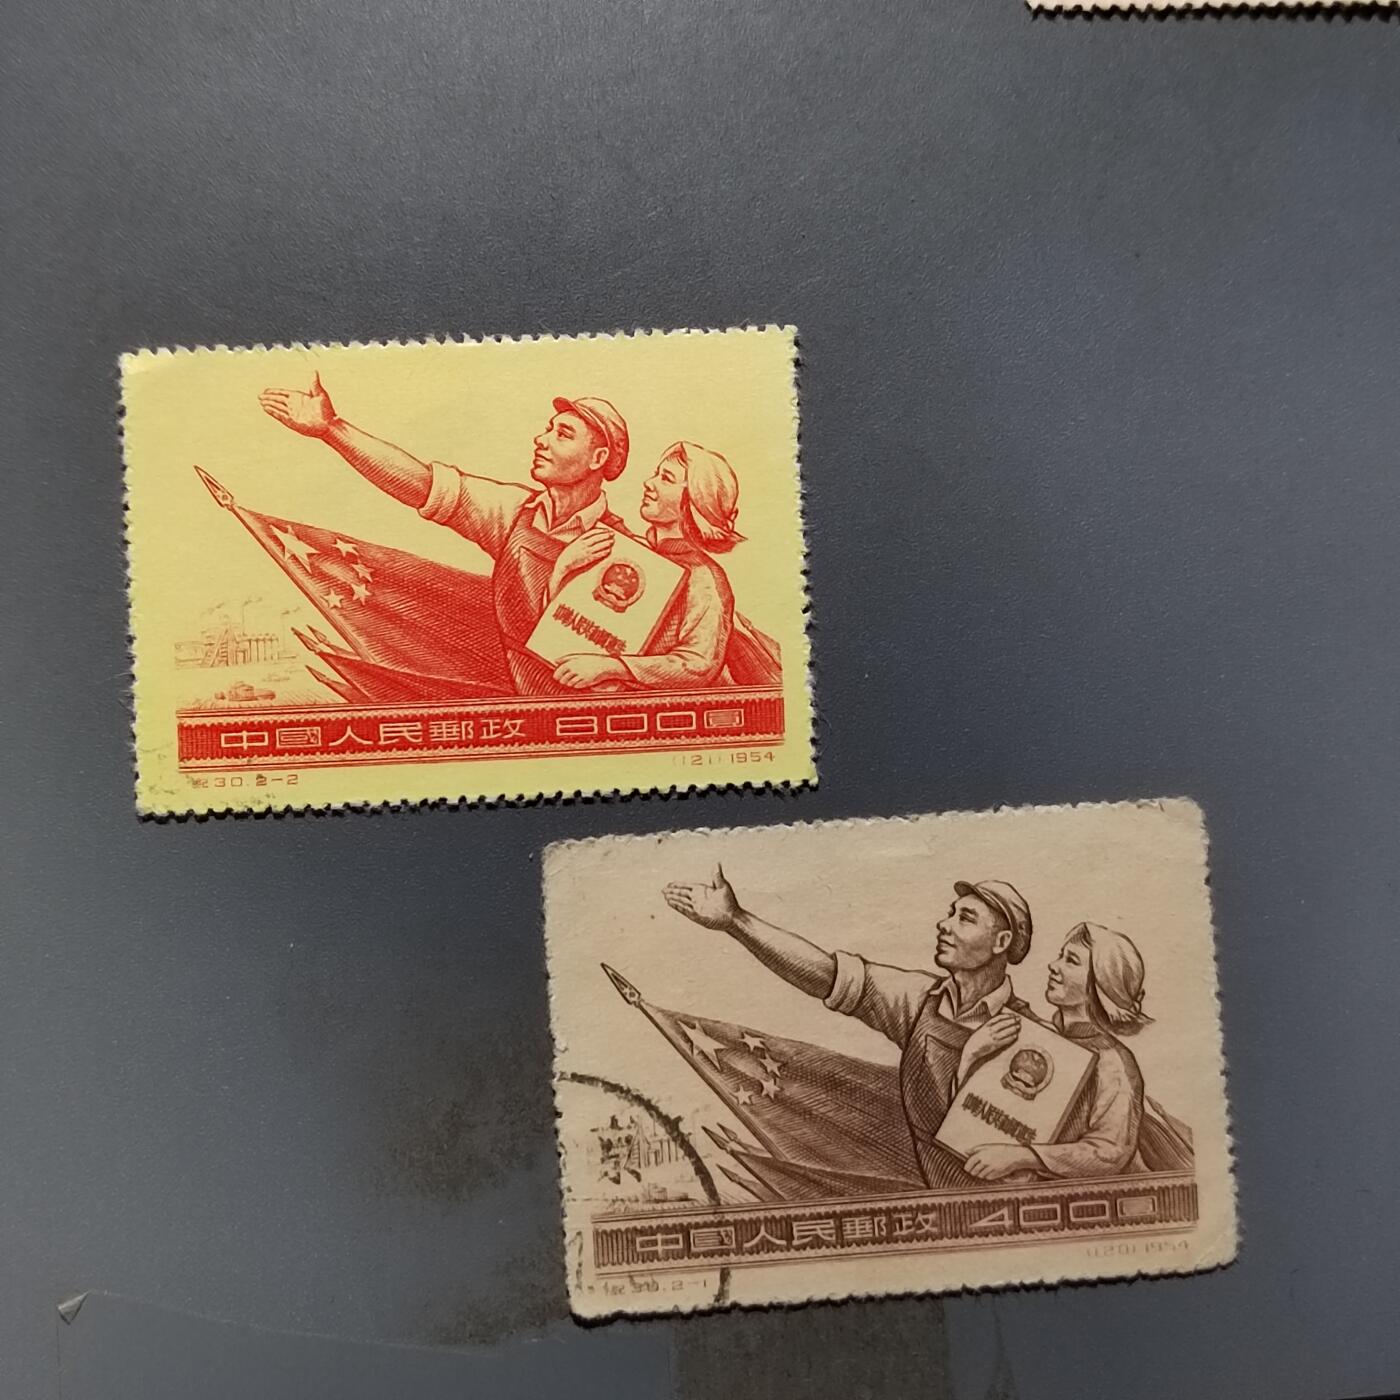 中華人民共和國憲法
中國人民郵政 800圓
紀30.2-2 (121)1954
中華人民共和國憲法
中國人民郵政 400圓
紀30.2-1 (120)1954